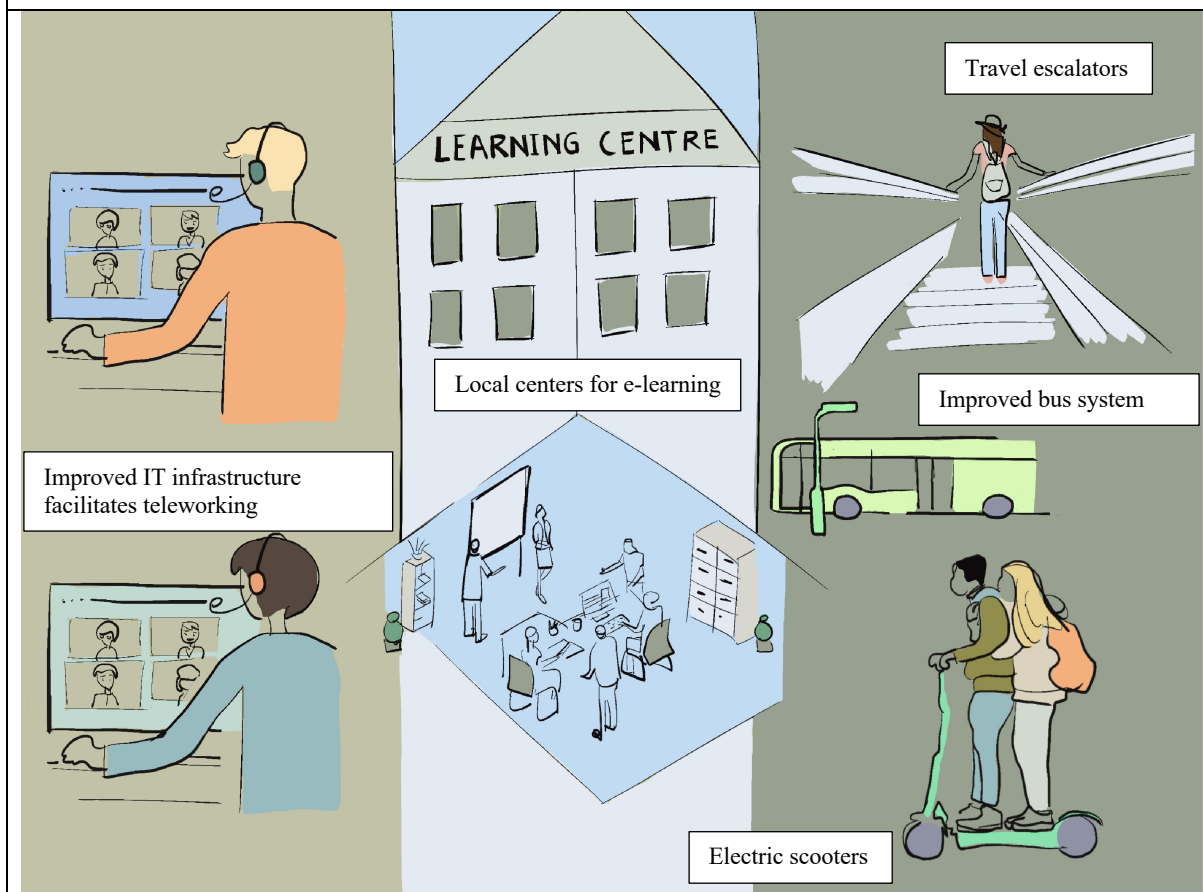 Travel escalators
LEARNING CENTRE
Local centers for e-learning
Improved bus system
Improved IT infrastructure
facilitates teleworking
Electric scooters